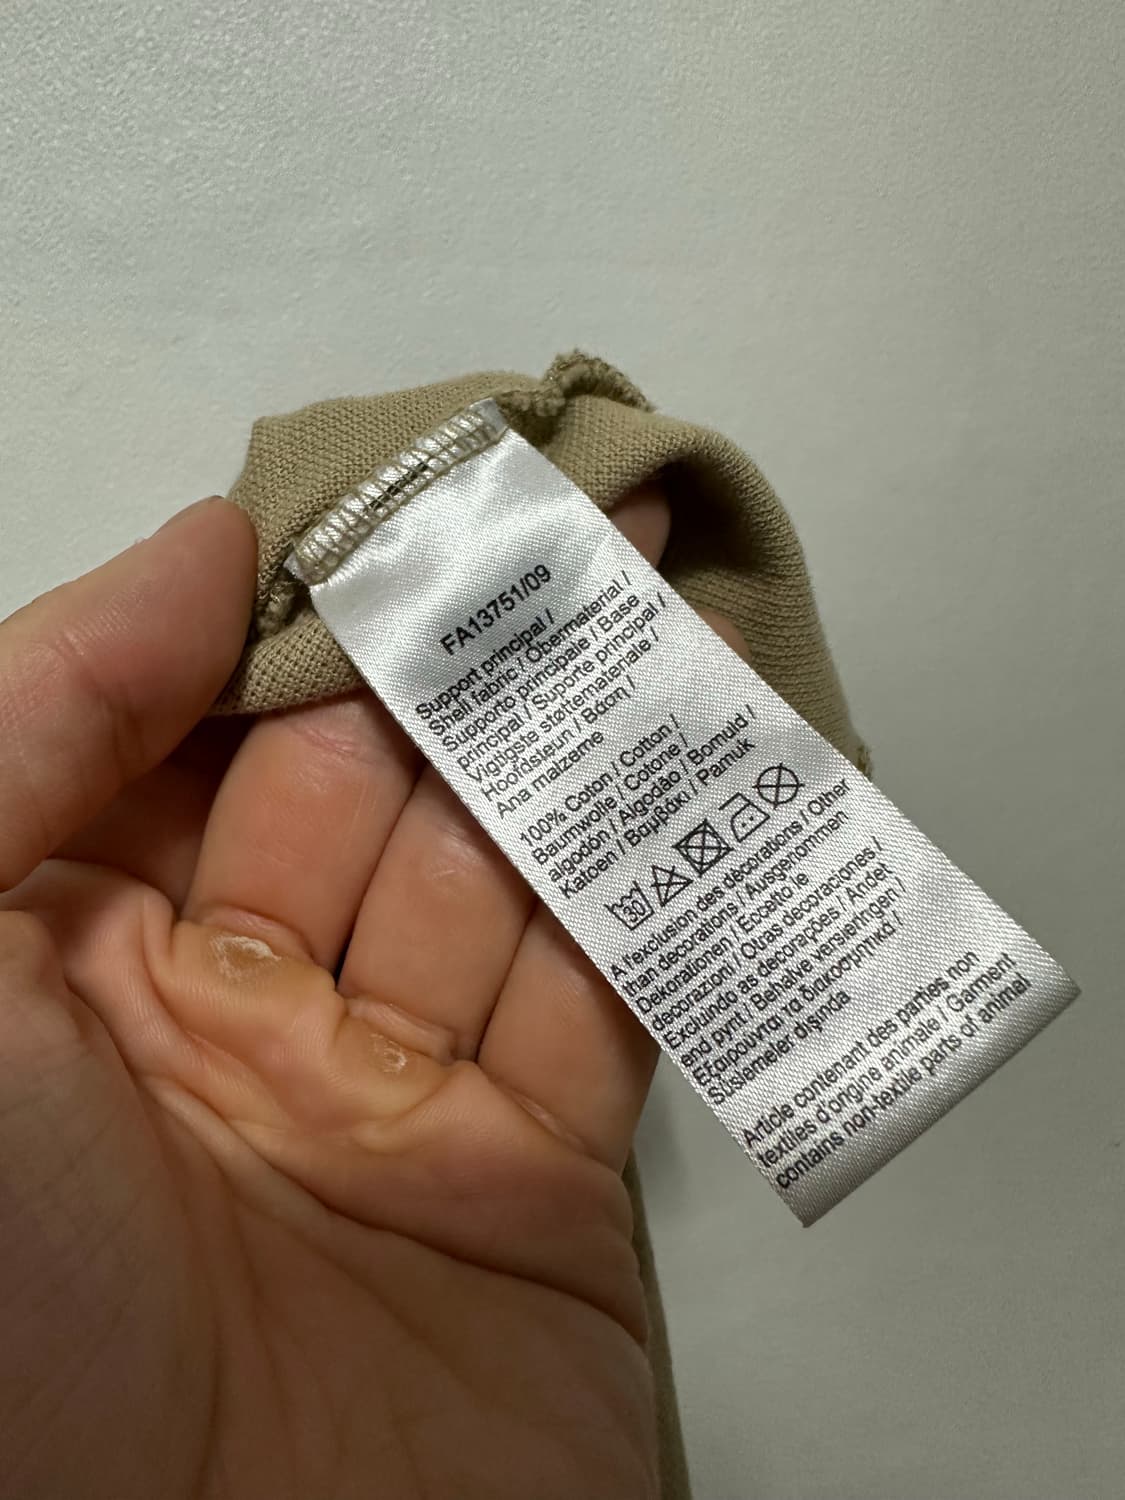 FA13751/09
Support principal /
Shell fabric / Obermaterial /
Supporto principale / Base
principal / Suporte principal /
Vigtigste støttemateriale /
Hoofdsteun / Βάση /
Ana malzeme
100% Coton / Cotton /
Baumwolle / Cotone /
algodón / Algodão / Bomuld /
Katoen / Βαμβάκι / Pamuk
30
A l'exclusion des décorations / Other
than decorations / Ausgenommen
Dekorationen / Eccetto le
decorazioni / Otras decoraciones /
Excluindo as decorações / Andet
end pynt / Behalve versieringen /
Εξαιρούνται τα διακοσμητικά /
Süslemeler dışında
Article contenant des parties non
textiles d'origine animale / Garment
contains non-textile parts of animal